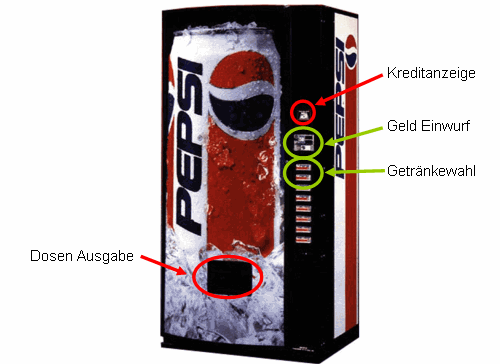 Kreditanzeige
PEPSI
PEPSI
Geld Einwurf
Getränkewahl
Dosen Ausgabe